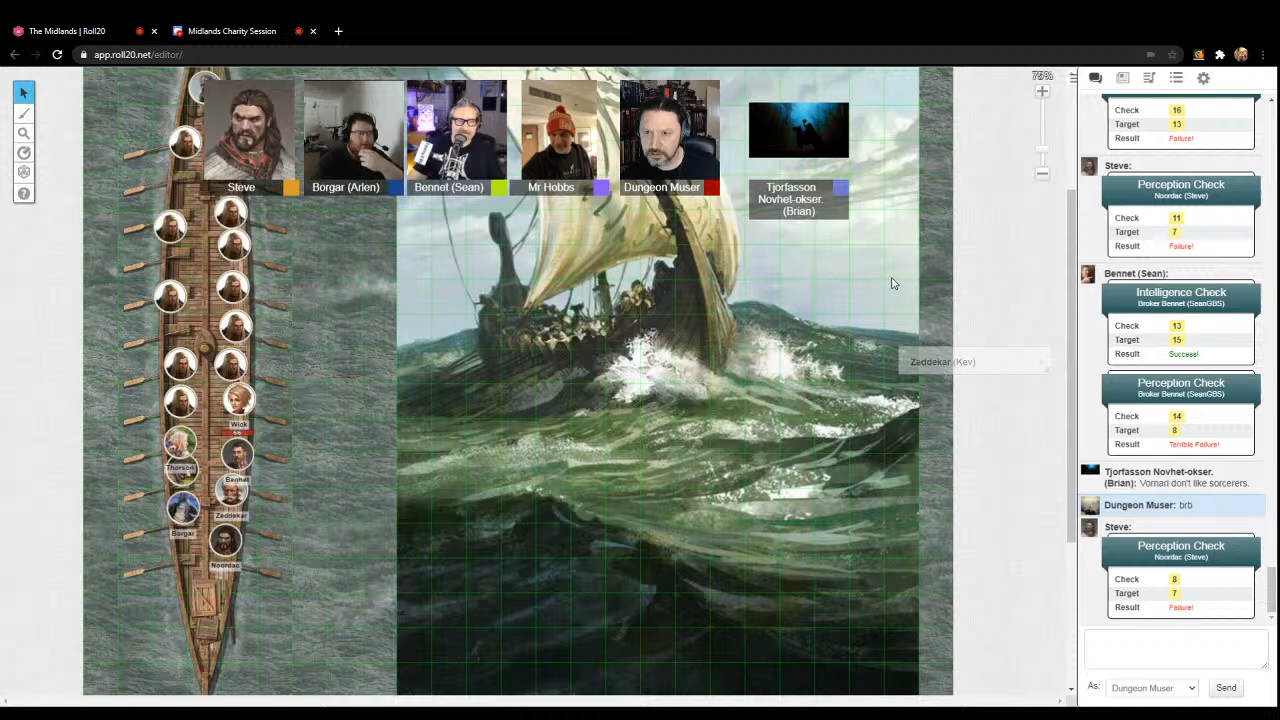 The Midlands | Roll20
Midlands Charity Session
app.roll20.net/editor/
79%
Steve
Borgar (Arlen)
Bennet (Sean)
Mr Hobbs
Dungeon Muser
Tjorfasson
Novhet-okser.
(Brian)
Zeddekar (Kev)
Wick
Thorson
Bennet
Zeddekar
Borgar
Noordac
Check 16
Target 13
Result Failure!
Steve:
Perception Check
Noordac (Steve)
Check 11
Target 7
Result Failure!
Bennet (Sean):
Intelligence Check
Broker Bennet (SeanGBS)
Check 13
Target 15
Result Success!
Perception Check
Broker Bennet (SeanGBS)
Check 14
Target 8
Result Terrible Failure!
Tjorfasson Novhet-okser.
(Brian): Vornari don't like sorcerers.
Dungeon Muser: brb
Steve:
Perception Check
Noordac (Steve)
Check 8
Target 7
Result Failure!
As: Dungeon Muser Send